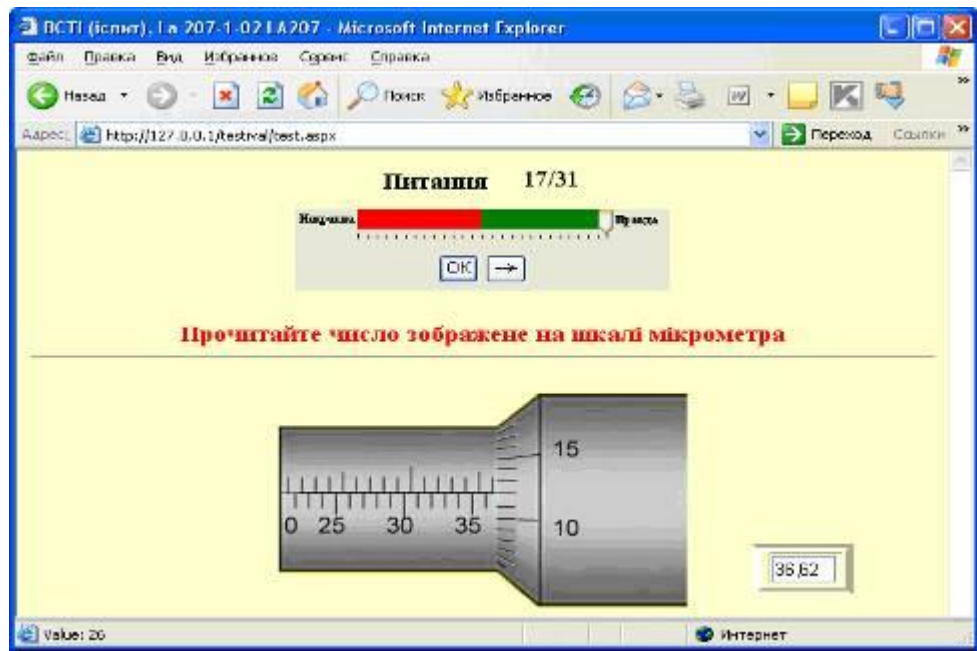 ВСТІ (іспит), La 207-1-02 LA207 - Microsoft Internet Explorer
Файл Правка Вид Избранное Сервис Справка
Назад Поиск Избранное
Адрес: http://127.0.0.1/testival/test.aspx Переход Ссылки
Питання 17/31
Правда
OK
Прочитайте число зображене на шкалі мікрометра
15
0 25 30 35 10
36,62
Value: 26 Интернет